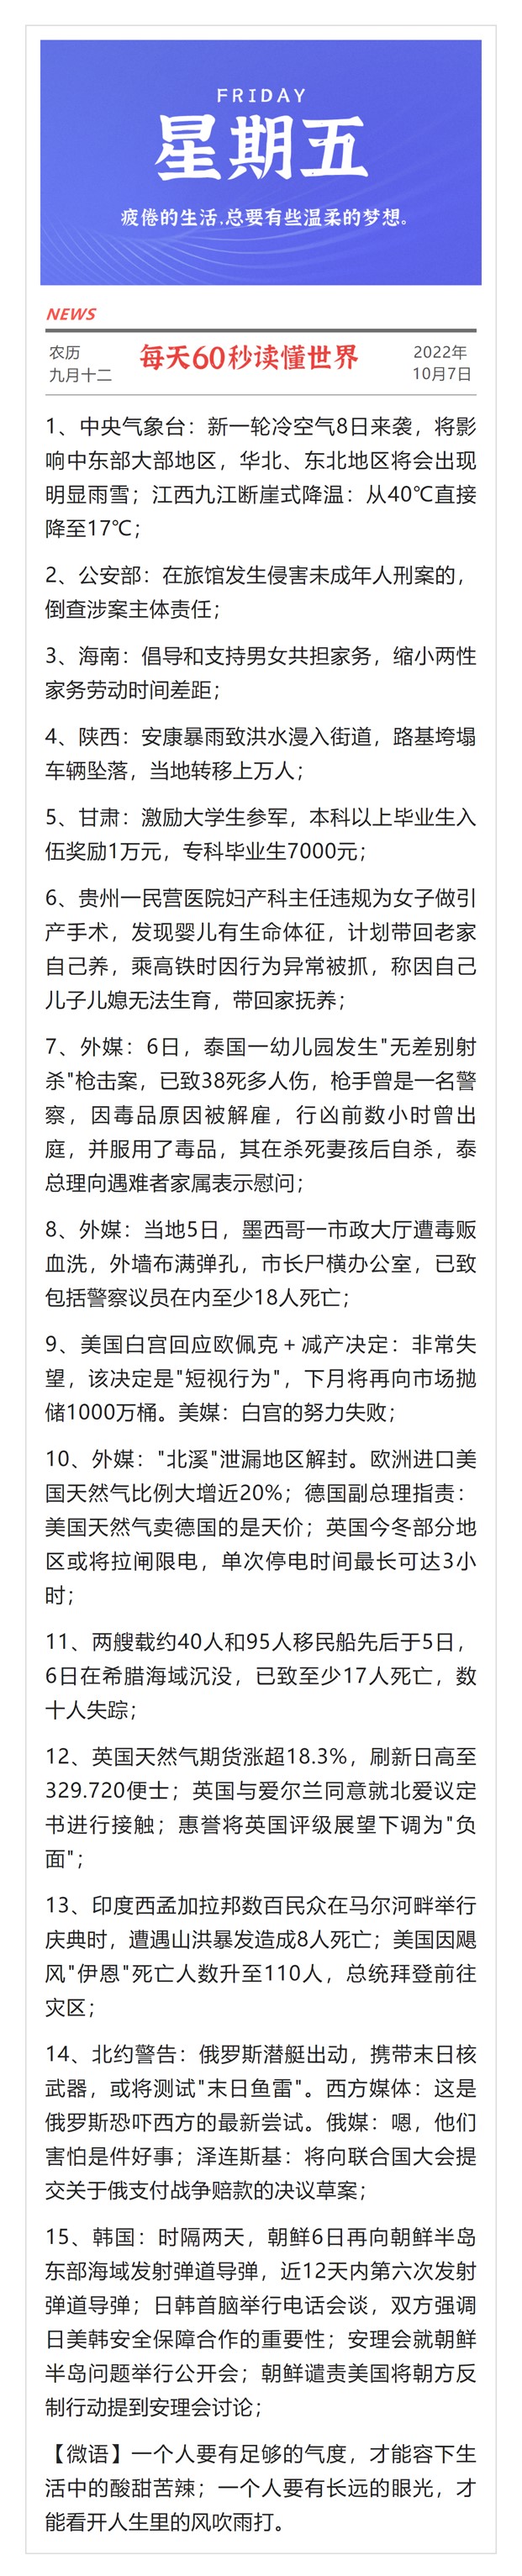 FRIDAY
星期五
疲倦的生活,总要有些温柔的梦想。
NEWS
农历
九月十二
每天60秒读懂世界
2022年
10月7日
1、中央气象台：新一轮冷空气8日来袭，将影
响中东部大部地区，华北、东北地区将会出现
明显雨雪；江西九江断崖式降温：从40℃直接
降至17℃；
2、公安部：在旅馆发生侵害未成年人刑案的，
倒查涉案主体责任；
3、海南：倡导和支持男女共担家务，缩小两性
家务劳动时间差距；
4、陕西：安康暴雨致洪水漫入街道，路基垮塌
车辆坠落，当地转移上万人；
5、甘肃：激励大学生参军，本科以上毕业生入
伍奖励1万元，专科毕业生7000元；
6、贵州一民营医院妇产科主任违规为女子做引
产手术，发现婴儿有生命体征，计划带回老家
自己养，乘高铁时因行为异常被抓，称因自己
儿子儿媳无法生育，带回家抚养；
7、外媒：6日，泰国一幼儿园发生"无差别射
杀"枪击案，已致38死多人伤，枪手曾是一名警
察，因毒品原因被解雇，行凶前数小时曾出
庭，并服用了毒品，其在杀死妻孩后自杀，泰
总理向遇难者家属表示慰问；
8、外媒：当地5日，墨西哥一市政大厅遭毒贩
血洗，外墙布满弹孔，市长尸横办公室，已致
包括警察议员在内至少18人死亡；
9、美国白宫回应欧佩克＋减产决定：非常失
望，该决定是"短视行为"，下月将再向市场抛
储1000万桶。美媒：白宫的努力失败；
10、外媒："北溪"泄漏地区解封。欧洲进口美
国天然气比例大增近20%；德国副总理指责：
美国天然气卖德国的是天价；英国今冬部分地
区或将拉闸限电，单次停电时间最长可达3小
时；
11、两艘载约40人和95人移民船先后于5日，
6日在希腊海域沉没，已致至少17人死亡，数
十人失踪；
12、英国天然气期货涨超18.3%，刷新日高至
329.720便士；英国与爱尔兰同意就北爱议定
书进行接触；惠誉将英国评级展望下调为"负
面"；
13、印度西孟加拉邦数百民众在马尔河畔举行
庆典时，遭遇山洪暴发造成8人死亡；美国因飓
风"伊恩"死亡人数升至110人，总统拜登前往
灾区；
14、北约警告：俄罗斯潜艇出动，携带末日核
武器，或将测试"末日鱼雷"。西方媒体：这是
俄罗斯恐吓西方的最新尝试。俄媒：嗯，他们
害怕是件好事；泽连斯基：将向联合国大会提
交关于俄支付战争赔款的决议草案；
15、韩国：时隔两天，朝鲜6日再向朝鲜半岛
东部海域发射弹道导弹，近12天内第六次发射
弹道导弹；日韩首脑举行电话会谈，双方强调
日美韩安全保障合作的重要性；安理会就朝鲜
半岛问题举行公开会；朝鲜谴责美国将朝方反
制行动提到安理会讨论；
【微语】一个人要有足够的气度，才能容下生
活中的酸甜苦辣；一个人要有长远的眼光，才
能看开人生里的风吹雨打。